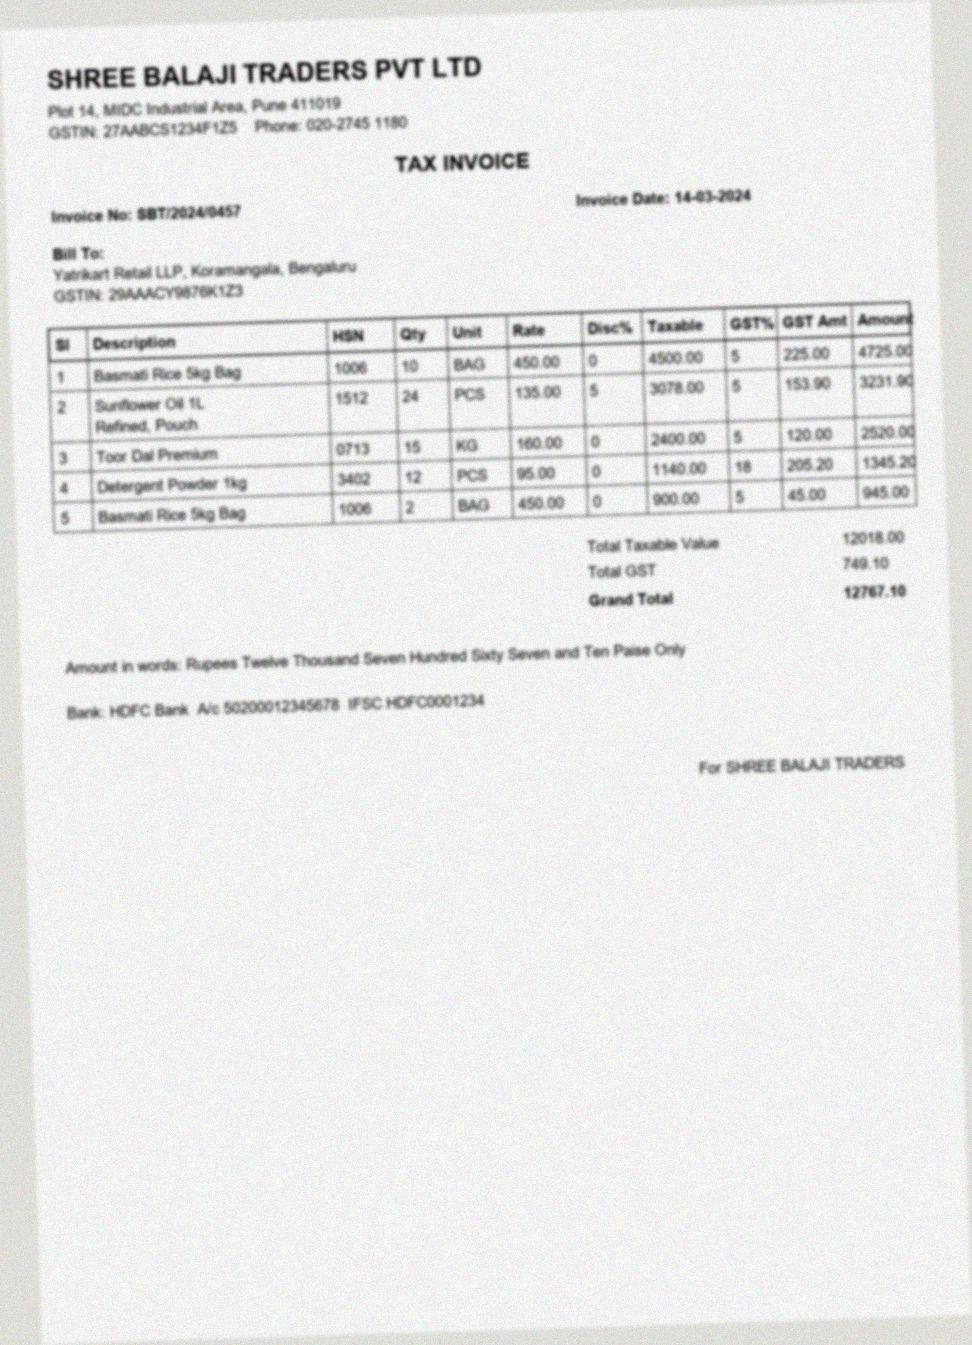 SHREE BALAJI TRADERS PVT LTD
Plot 14, MIDC Industrial Area, Pune 411019
GSTIN: 27AABCS1234F1Z5 Phone: 020-2745 1180
TAX INVOICE
Invoice No: SBT/2024/0457 Invoice Date: 14-03-2024
Bill To:
Yatrikart Retail LLP, Koramangala, Bengaluru
GSTIN: 29AAACY9876K1Z3
Sl Description HSN Qty Unit Rate Disc% Taxable GST% GST Amt Amount
1 Basmati Rice 5kg Bag 1006 10 BAG 450.00 0 4500.00 5 225.00 4725.00
2 Sunflower Oil 1L 1512 24 PCS 135.00 5 3078.00 5 153.90 3231.90
Refined, Pouch
3 Toor Dal Premium 0713 15 KG 160.00 0 2400.00 5 120.00 2520.00
4 Detergent Powder 1kg 3402 12 PCS 95.00 0 1140.00 18 205.20 1345.20
5 Basmati Rice 5kg Bag 1006 2 BAG 450.00 0 900.00 5 45.00 945.00
Total Taxable Value 12018.00
Total GST 749.10
Grand Total 12767.10
Amount in words: Rupees Twelve Thousand Seven Hundred Sixty Seven and Ten Paise Only
Bank: HDFC Bank A/c 50200012345678 IFSC HDFC0001234
For SHREE BALAJI TRADERS